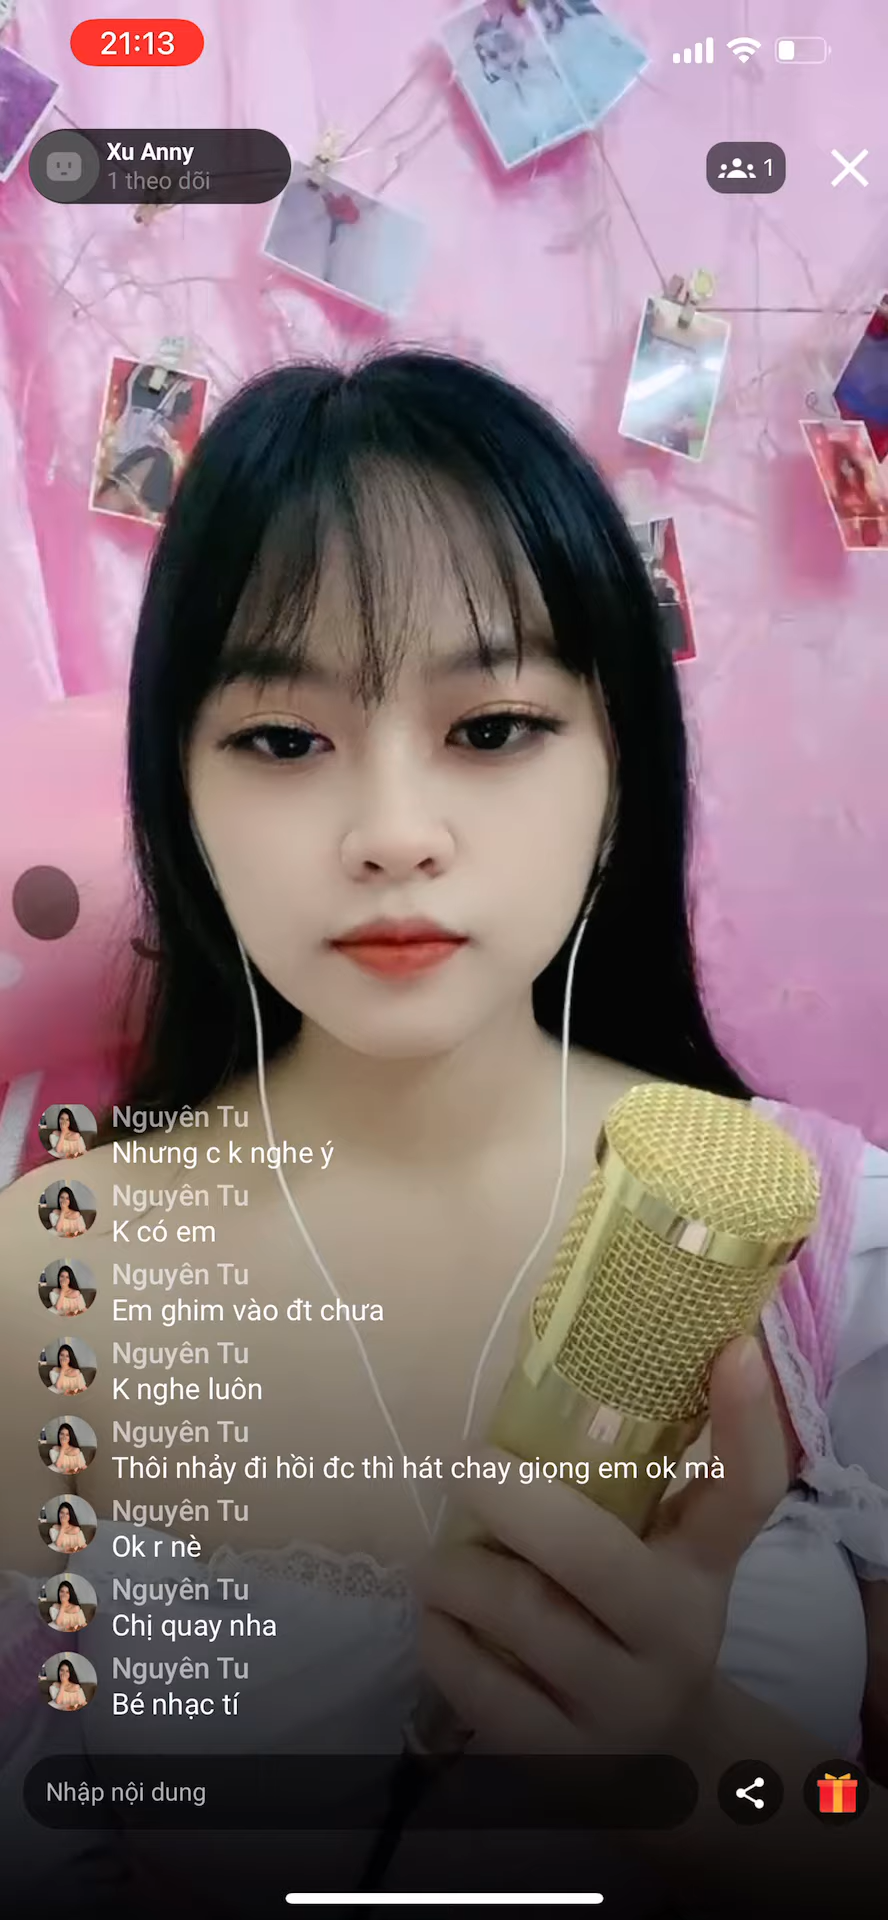 21:13
Xu Anny
1 theo dõi
1
Nguyên Tu
Nhưng c k nghe ý
Nguyên Tu
K có em
Nguyên Tu
Em ghim vào đt chưa
Nguyên Tu
K nghe luôn
Nguyên Tu
Thôi nhảy đi hồi đc thì hát chay giọng em ok mà
Nguyên Tu
Ok r nè
Nguyên Tu
Chị quay nha
Nguyên Tu
Bé nhạc tí
Nhập nội dung